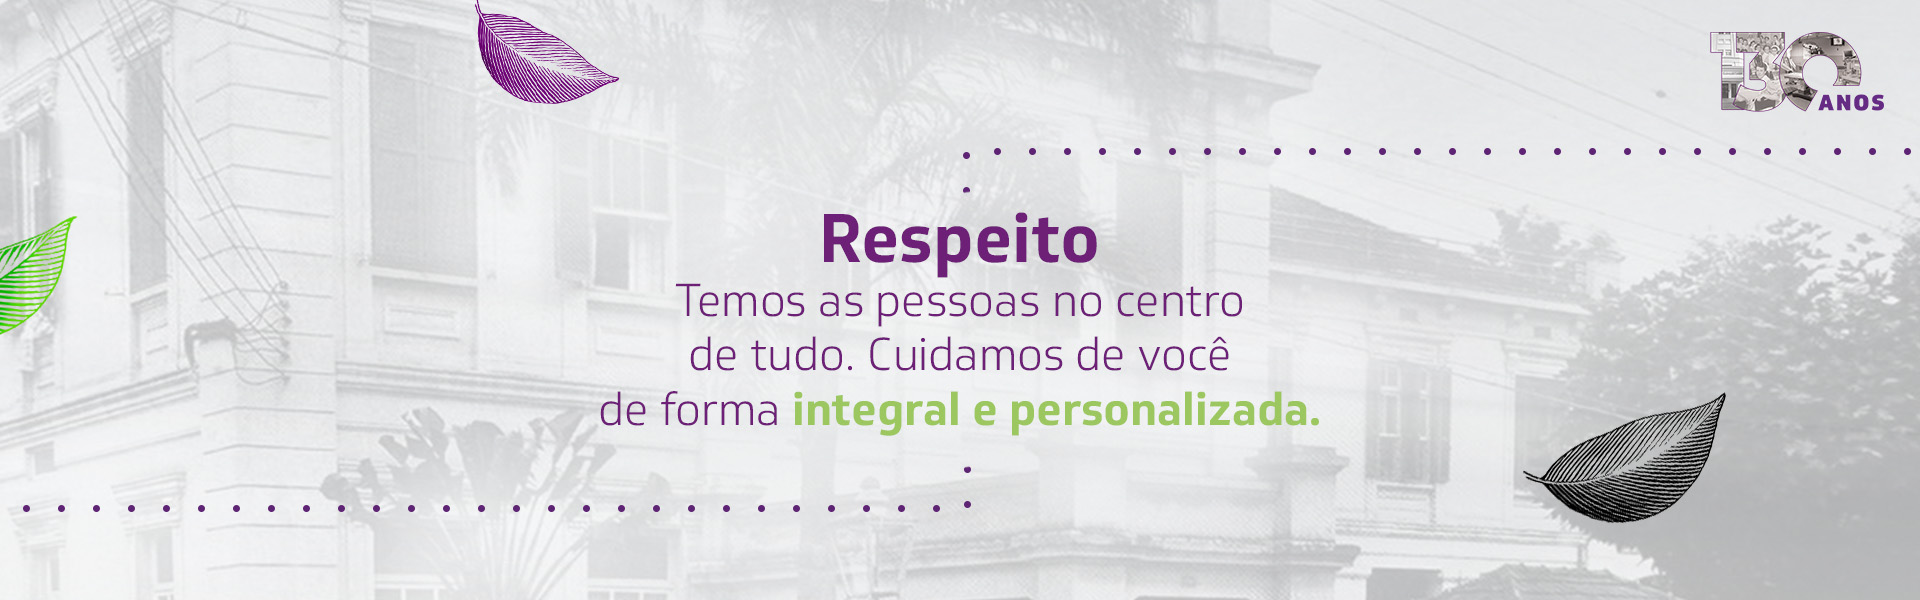 130
ANOS
Respeito
Temos as pessoas no centro
de tudo. Cuidamos de você
de forma integral e personalizada.